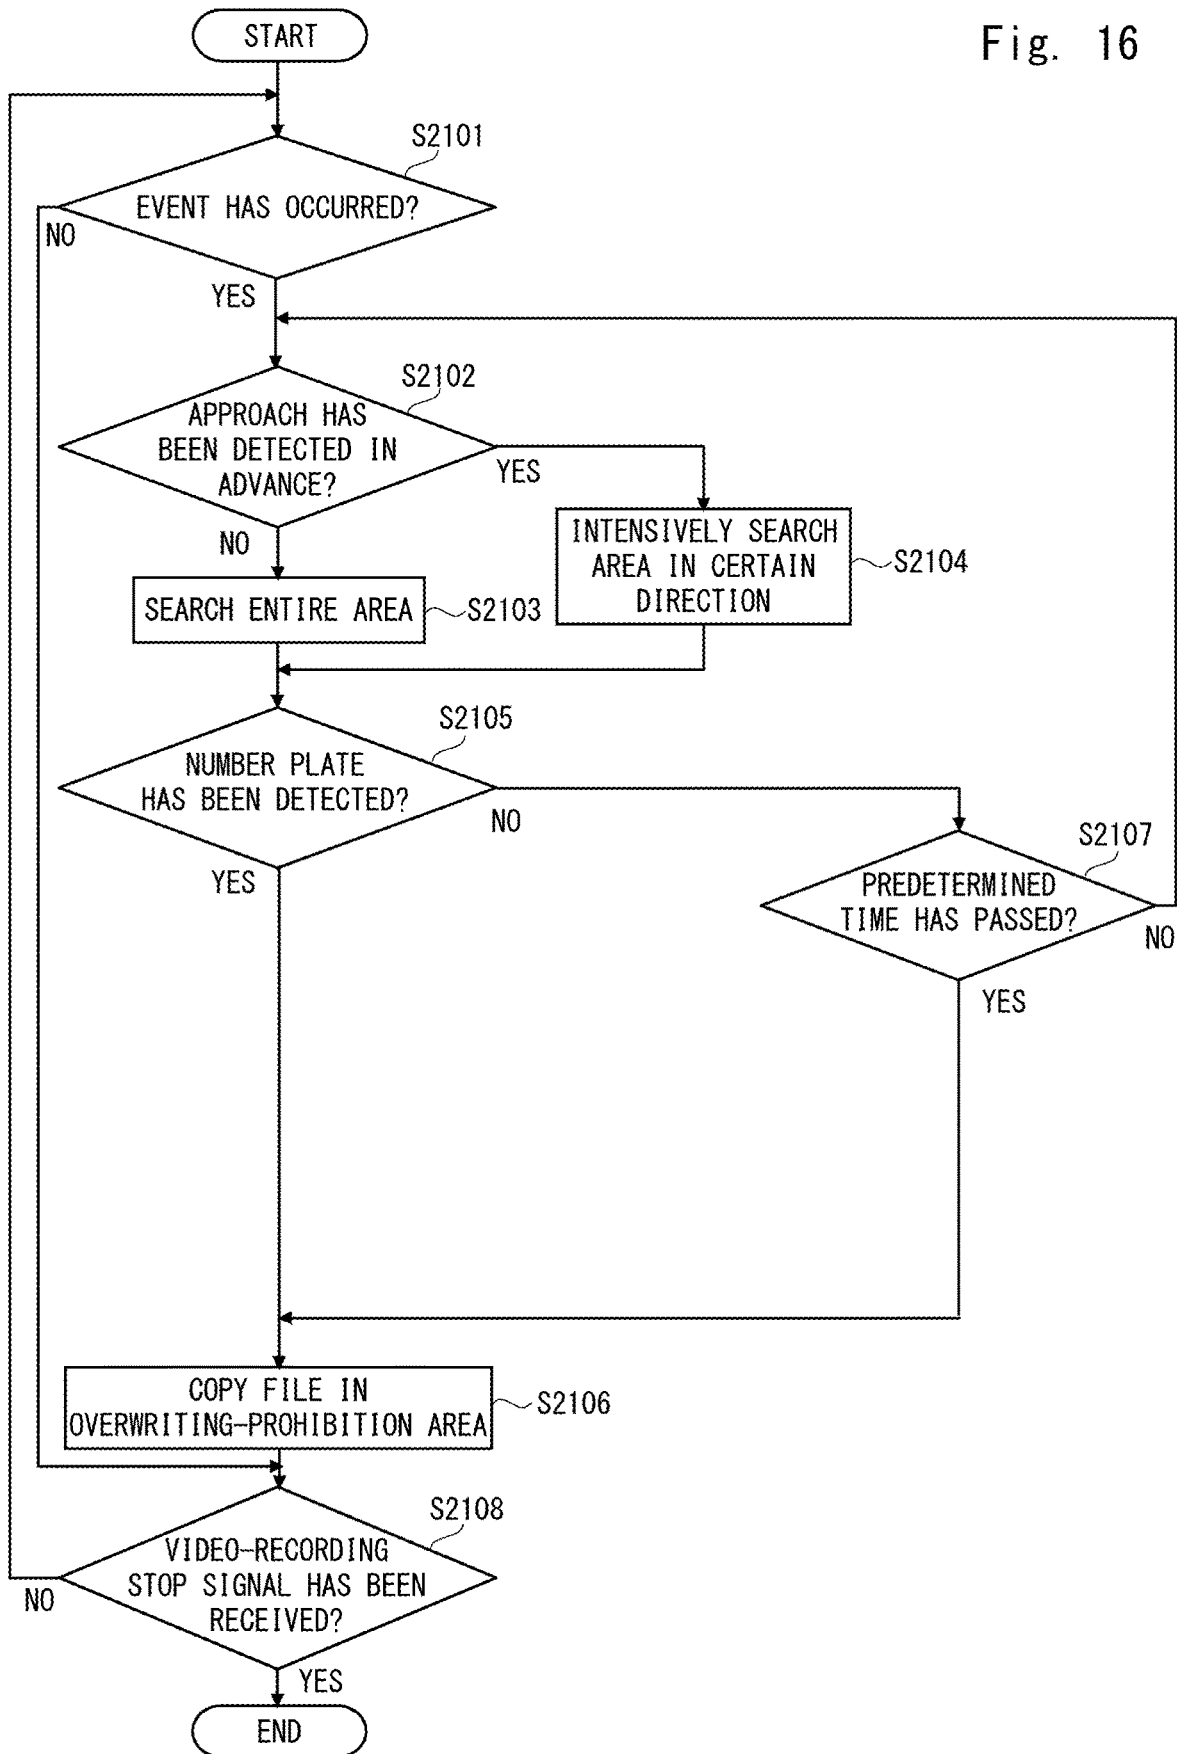 START
Fig. 16
S2101
EVENT HAS OCCURRED?
NO
YES
S2102
APPROACH HAS
BEEN DETECTED IN
ADVANCE?
YES
NO
INTENSIVELY SEARCH
AREA IN CERTAIN
DIRECTION
S2104
SEARCH ENTIRE AREA
S2103
S2105
NUMBER PLATE
HAS BEEN DETECTED?
NO
YES
S2107
PREDETERMINED
TIME HAS PASSED?
NO
YES
COPY FILE IN
OVERWRITING-PROHIBITION AREA
S2106
S2108
VIDEO-RECORDING
STOP SIGNAL HAS BEEN
RECEIVED?
NO
YES
END